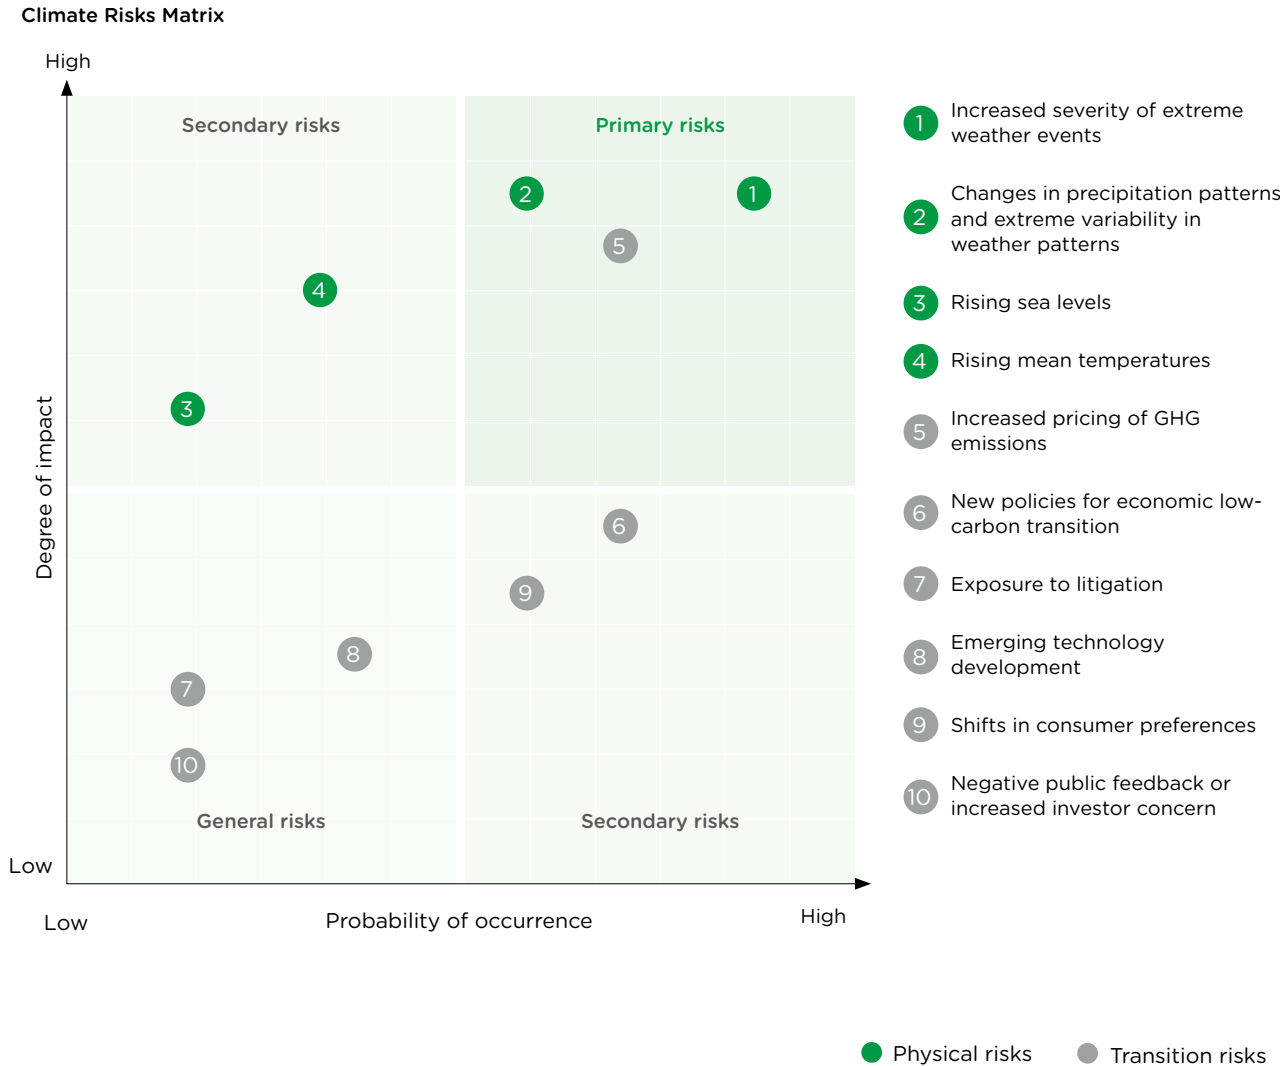 Climate Risks Matrix
High
Secondary risks
Primary risks
2
1
5
4
3
Degree of impact
6
9
8
7
10
General risks
Secondary risks
Low
Low
Probability of occurrence
High
1
Increased severity of extreme
weather events
2
Changes in precipitation patterns
and extreme variability in
weather patterns
3
Rising sea levels
4
Rising mean temperatures
5
Increased pricing of GHG
emissions
6
New policies for economic low-
carbon transition
7
Exposure to litigation
8
Emerging technology
development
9
Shifts in consumer preferences
10
Negative public feedback or
increased investor concern
Physical risks
Transition risks